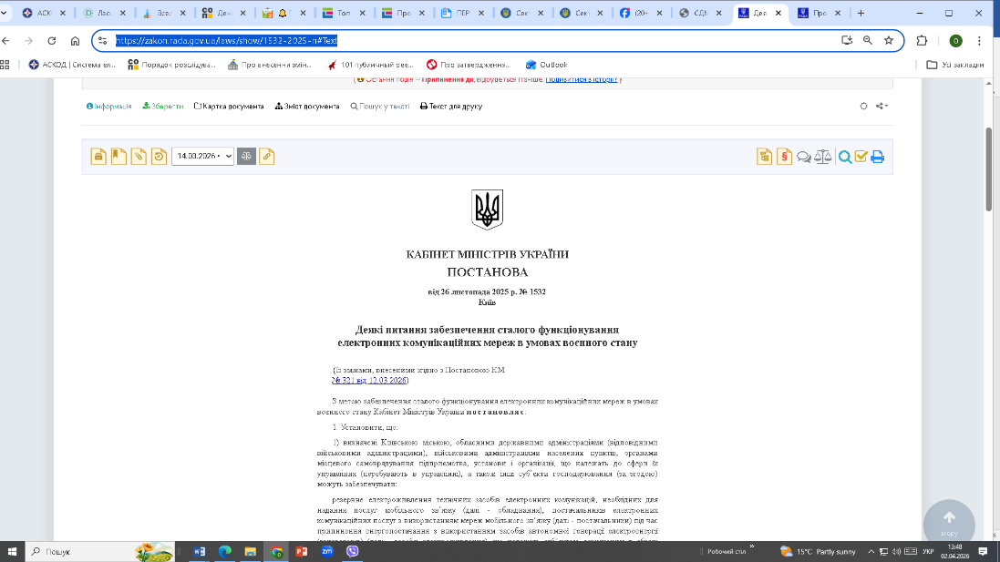 АСК
Ласк
Всес
Ден
Г
Топ
Про
ПЕР
Сект
Сект
(20+
СДМ
Дея
Про
https://zakon.rada.gov.ua/laws/show/1532-2025-п#Text
О
АСКОД | Система ел...
Порядок розслідува...
Про внесення змін...
101 публичный рее...
Про затвердження...
Outlook
Усі закладки
Остання подія — Припинення дії, відбудеться пізніше. Подивитися в історії?
Інформація
Зберегти
Картка документа
Зміст документа
Пошук у тексті
Текст для друку
14.03.2026 •
КАБІНЕТ МІНІСТРІВ УКРАЇНИ
ПОСТАНОВА
від 26 листопада 2025 р. № 1532
Київ
Деякі питання забезпечення сталого функціонування
електронних комунікаційних мереж в умовах воєнного стану
{Із змінами, внесеними згідно з Постановою КМ
№ 321 від 12.03.2026}
З метою забезпечення сталого функціонування електронних комунікаційних мереж в умовах
воєнного стану Кабінет Міністрів України постановляє:
1. Установити, що:
1) визначені Київською міською, обласними державними адміністраціями (відповідними
військовими адміністраціями), військовими адміністраціями населених пунктів, органами
місцевого самоврядування підприємства, установи і організації, що належать до сфери їх
управління (перебувають в управлінні), а також інші суб'єкти господарювання (за згодою)
можуть забезпечувати:
резервне електроживлення технічних засобів електронних комунікацій, необхідних для
надання послуг мобільного зв'язку (далі - обладнання), постачальників електронних
комунікаційних послуг з використанням мереж мобільного зв'язку (далі - постачальники) під час
припинення енергопостачання з використанням засобів автономної генерації електроенергії
вгору
Пошук
Робочий стіл
15°C Partly sunny
УКР
13:48
02.04.2026